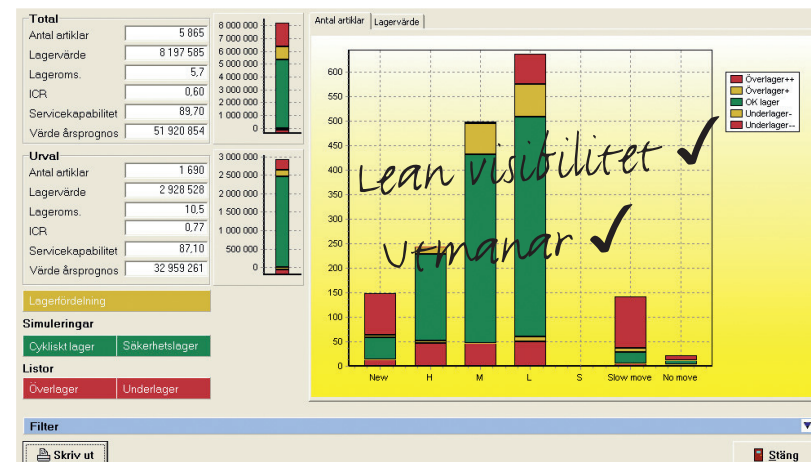 Total
Antal artiklar 5 865
Lagervärde 8 197 585
Lageroms. 5,7
ICR 0,60
Servicekapabilitet 89,70
Värde årsprognos 51 920 854
8 000 000
7 000 000
6 000 000
5 000 000
4 000 000
3 000 000
2 000 000
1 000 000
0
Urval
Antal artiklar 1 690
Lagervärde 2 928 528
Lageroms. 10,5
ICR 0,77
Servicekapabilitet 87,10
Värde årsprognos 32 959 261
3 000 000
2 500 000
2 000 000
1 500 000
1 000 000
500 000
0
Lagerfördelning
Simuleringar
Cykliskt lager Säkerhetslager
Listor
Överlager Underlager
Antal artiklar Lagervärde
600
550
500
450
400
350
300
250
200
150
100
50
0
New H M L S Slow move No move
Överlager++
Överlager+
OK lager
Underlager-
Underlager--
Lean visibilitet ✓
utmanar ✓
Filter
Skriv ut Stäng